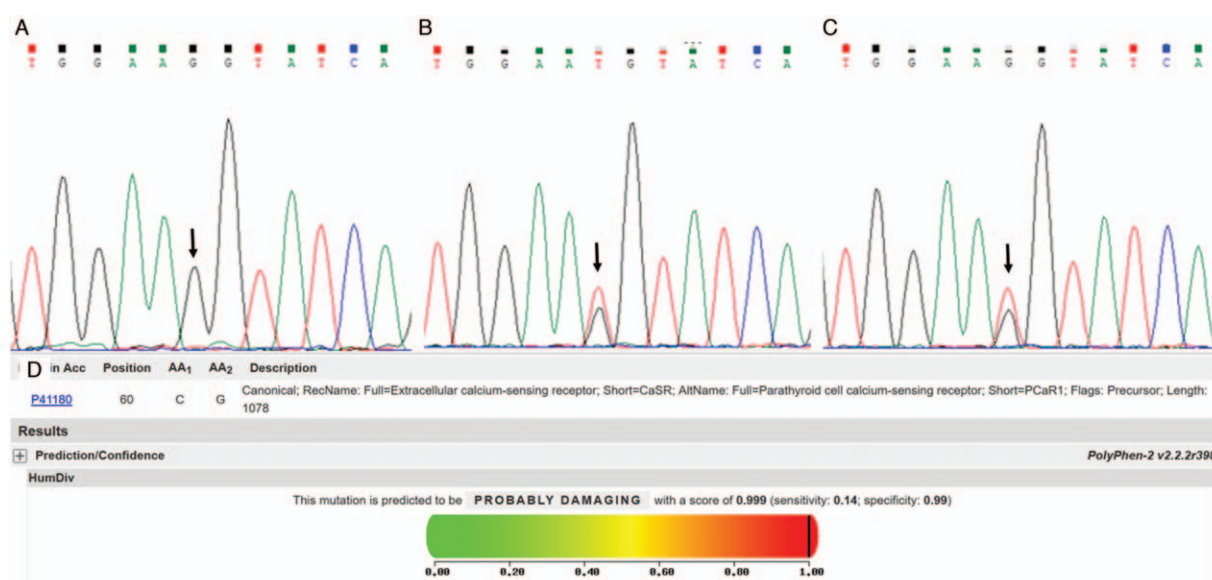 A
B
C
T G G A A G G T A T C A
T G G A A T G T A T C A
T G G A A G G T A T C A
D
in Acc Position AA1 AA2 Description
P41180 60 C G Canonical; RecName: Full=Extracellular calcium-sensing receptor; Short=CaSR; AltName: Full=Parathyroid cell calcium-sensing receptor; Short=PCaR1; Flags: Precursor; Length:
1078
Results
+ Prediction/Confidence PolyPhen-2 v2.2.2r398
HumDiv
This mutation is predicted to be PROBABLY DAMAGING with a score of 0.999 (sensitivity: 0.14; specificity: 0.99)
0.00 0.20 0.40 0.60 0.80 1.00